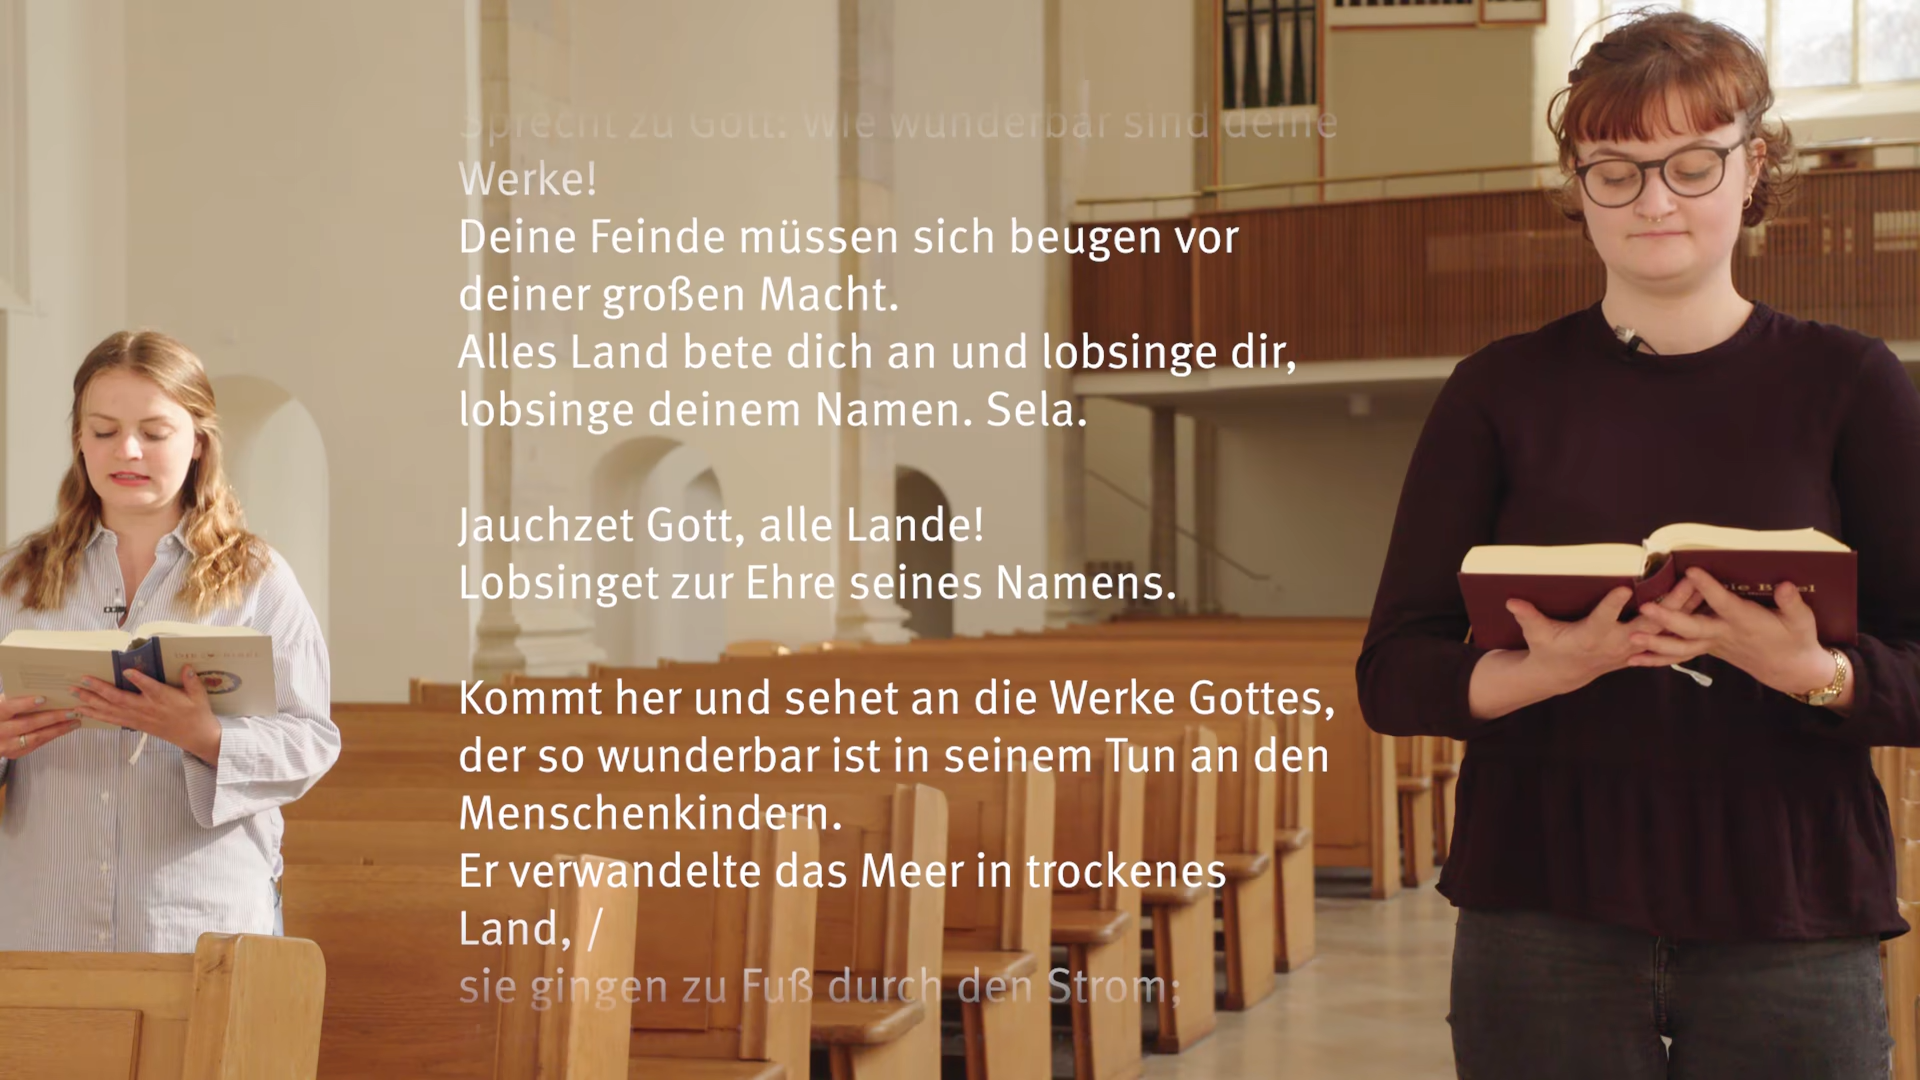 Sprecht zu Gott: Wie wunderbar sind deine
Werke!
Deine Feinde müssen sich beugen vor
deiner großen Macht.
Alles Land bete dich an und lobsinge dir,
lobsinge deinem Namen. Sela.
Jauchzet Gott, alle Lande!
Lobsinget zur Ehre seines Namens.
Kommt her und sehet an die Werke Gottes,
der so wunderbar ist in seinem Tun an den
Menschenkindern.
Er verwandelte das Meer in trockenes
Land, /
sie gingen zu Fuß durch den Strom;